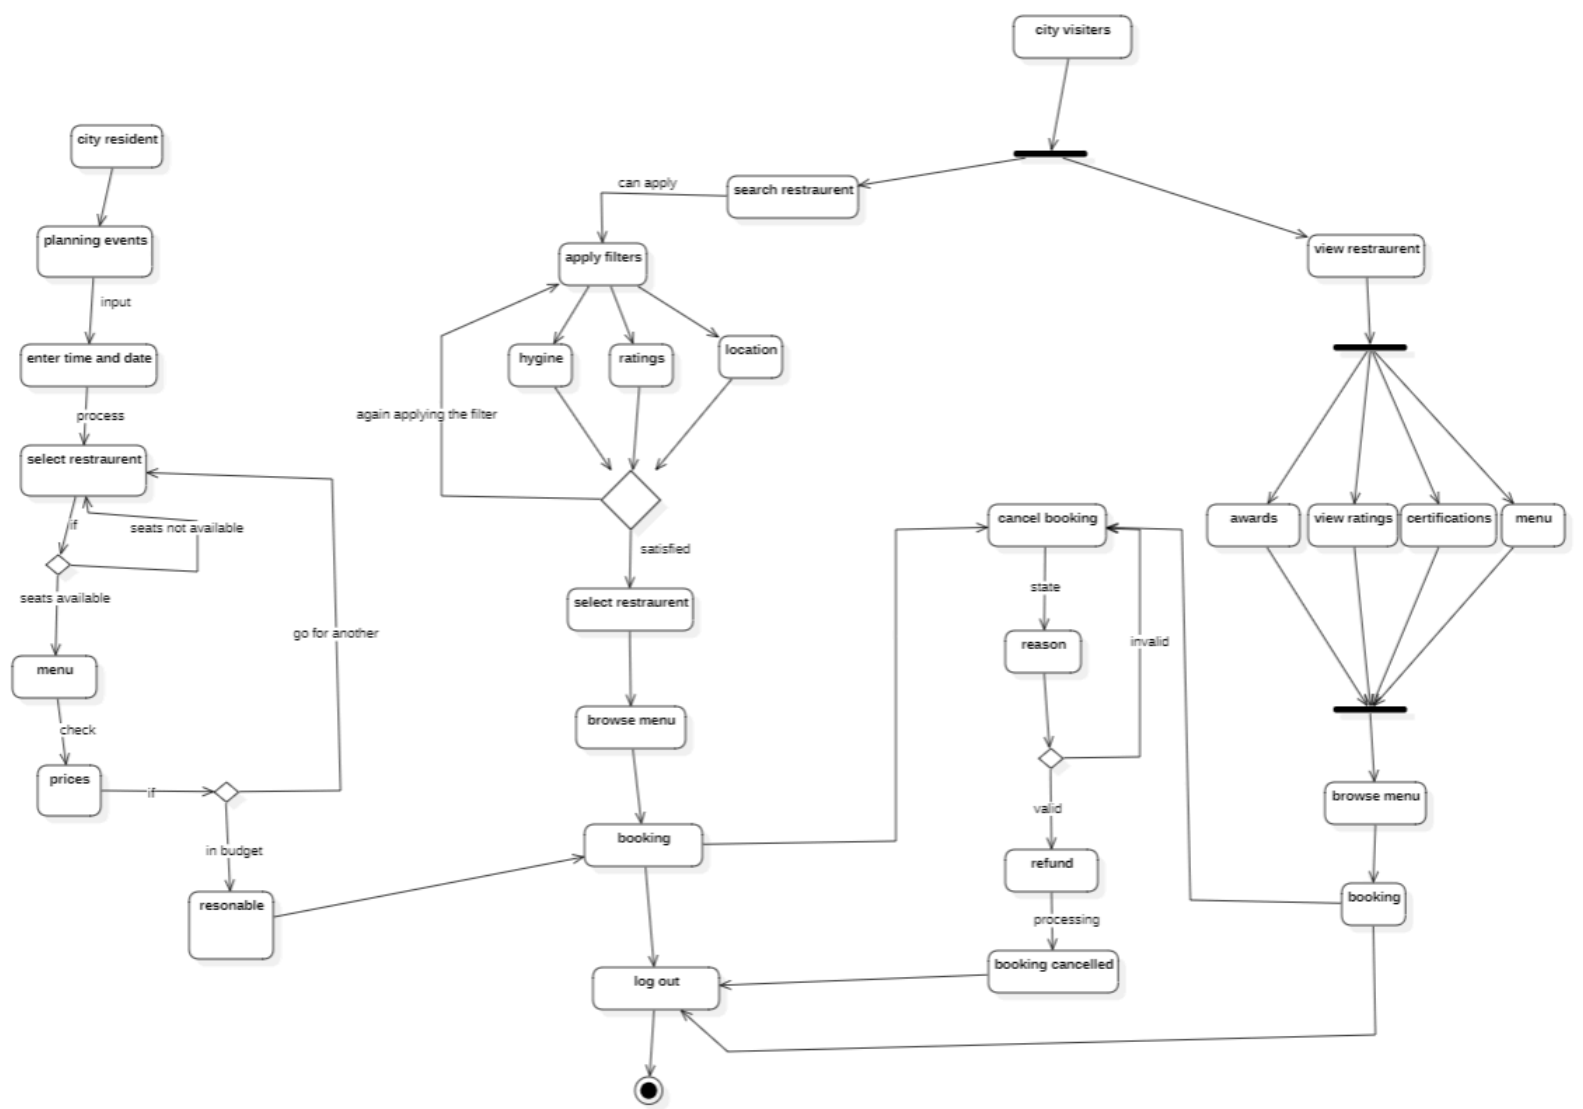 city visiters
city resident
search restraurent
can apply
planning events
view restraurent
apply filters
input
enter time and date
hygine
ratings
location
process
again applying the filter
select restraurent
if
seats not available
seats available
satisfied
cancel booking
awards
view ratings
certifications
menu
state
select restraurent
go for another
reason
invalid
menu
browse menu
check
prices
if
in budget
valid
browse menu
booking
refund
resonable
processing
booking
booking cancelled
log out